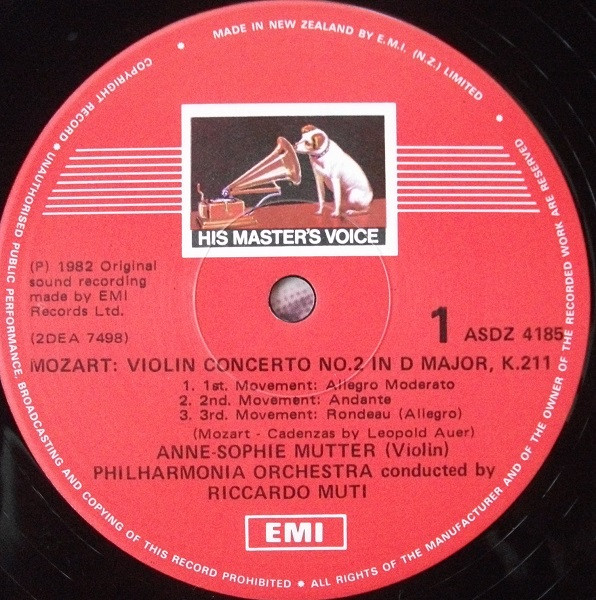 MADE IN NEW ZEALAND BY E.M.I. (N.Z.) LIMITED
COPYRIGHT RECORD • UNAUTHORISED PUBLIC PERFORMANCE, BROADCASTING AND COPYING OF THIS RECORD PROHIBITED • ALL RIGHTS OF THE MANUFACTURER AND OF THE OWNER OF THE RECORDED WORK ARE RESERVED
HIS MASTER'S VOICE
(P) 1982 Original
sound recording
made by EMI
Records Ltd.
(2DEA 7498)
1 ASDZ 4185
MOZART: VIOLIN CONCERTO NO.2 IN D MAJOR, K.211
1. 1st. Movement: Allegro Moderato
2. 2nd. Movement: Andante
3. 3rd. Movement: Rondeau (Allegro)
(Mozart - Cadenzas by Leopold Auer)
ANNE-SOPHIE MUTTER (Violin)
PHILHARMONIA ORCHESTRA conducted by
RICCARDO MUTI
EMI